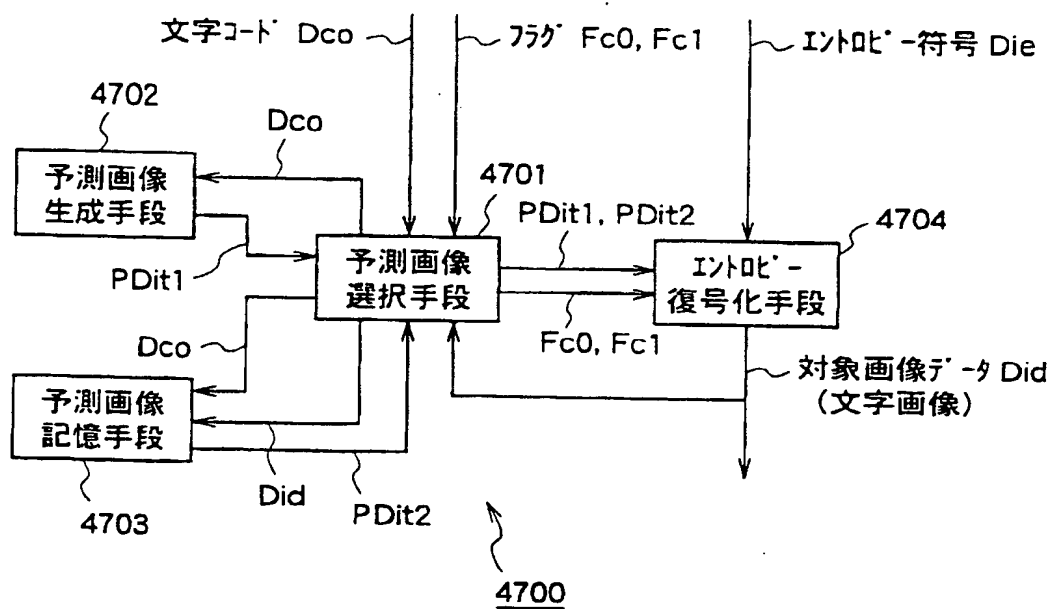 文字ｺｰﾄﾞ Dco
ﾌﾗｸﾞ Fc0, Fc1
ｴﾝﾄﾛﾋﾟｰ符号 Die
4702
Dco
予測画像
生成手段
4701
PDit1, PDit2
4704
PDit1
予測画像
選択手段
ｴﾝﾄﾛﾋﾟｰ
復号化手段
Dco
Fc0, Fc1
予測画像
記憶手段
対象画像ﾃﾞｰﾀ Did
(文字画像)
Did
PDit2
4703
4700